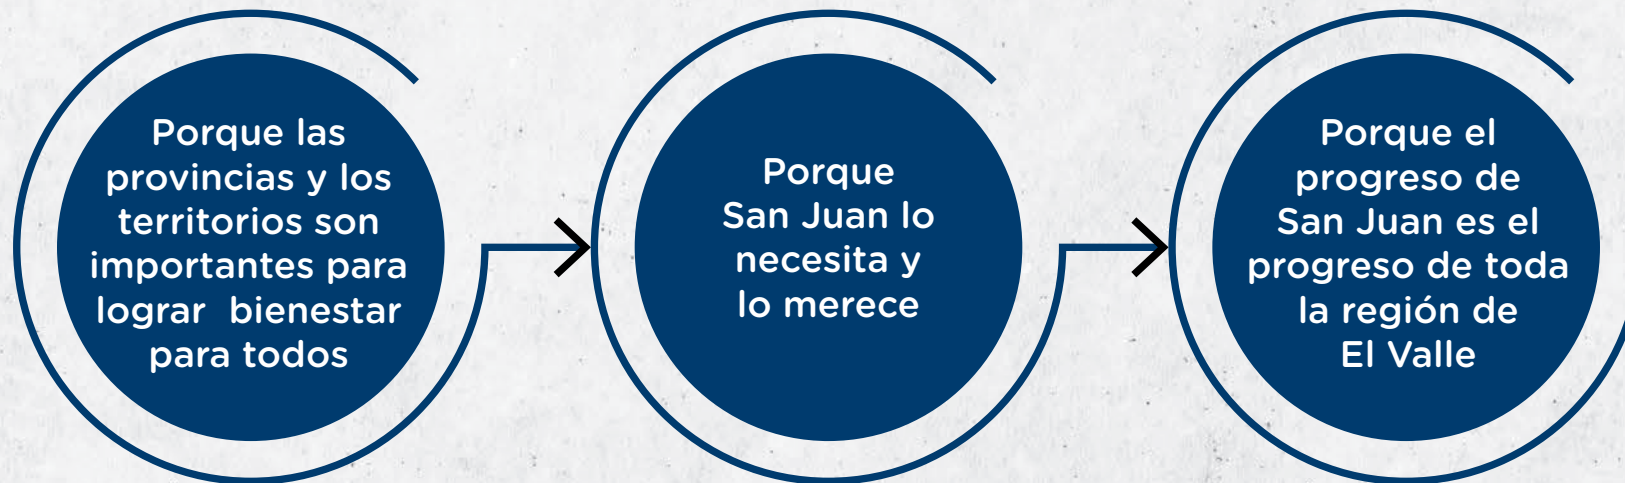 Porque las
provincias y los
territorios son
importantes para
lograr  bienestar
para todos
Porque
San Juan lo
necesita y
lo merece
Porque el
progreso de
San Juan es el
progreso de toda
la región de
El Valle